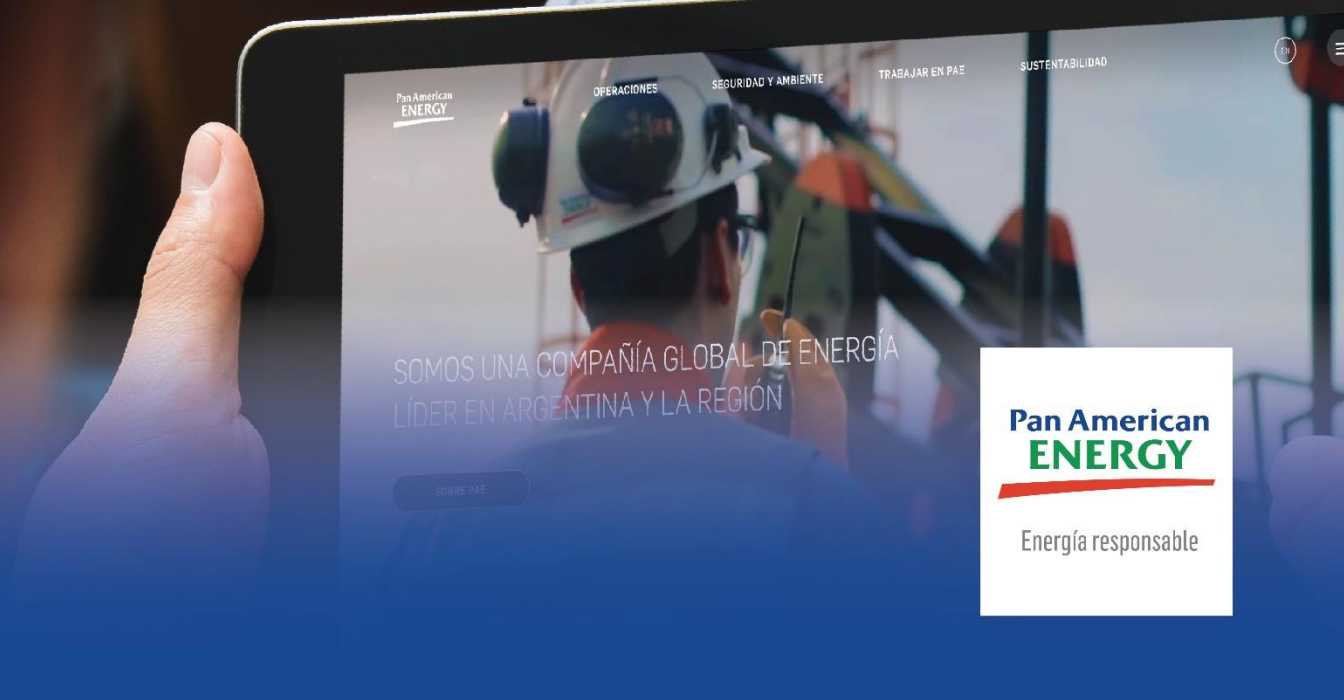 Pan American
ENERGY
OPERACIONES
SEGURIDAD Y AMBIENTE
TRABAJAR EN PAE
SUSTENTABILIDAD
EN
SOMOS UNA COMPAÑÍA GLOBAL DE ENERGÍA
LÍDER EN ARGENTINA Y LA REGIÓN
SOBRE PAE
Pan American
ENERGY
Energía responsable